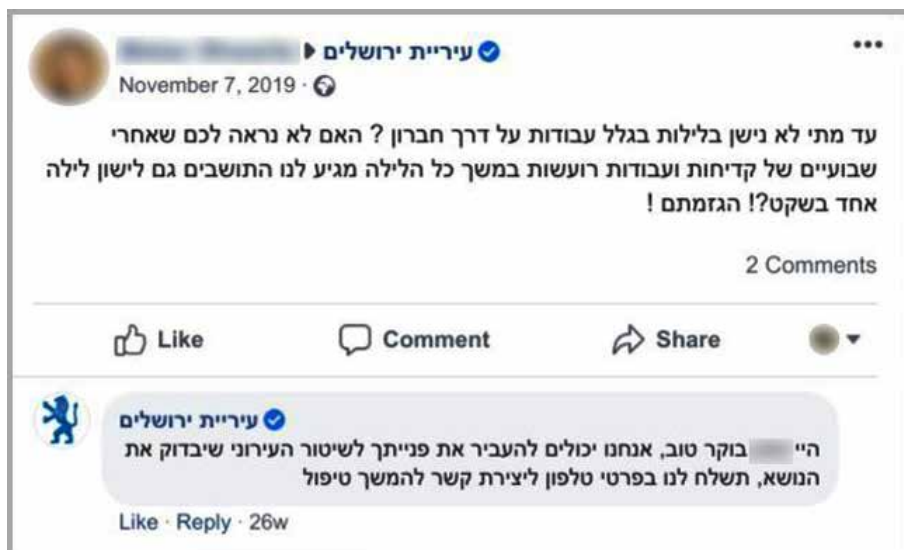 עיריית ירושלים
November 7, 2019 ·
עד מתי לא נישן בלילות בגלל עבודות על דרך חברון ? האם לא נראה לכם שאחרי
שבועיים של קדיחות ועבודות רועשות במשך כל הלילה מגיע לנו התושבים גם לישון לילה
אחד בשקט?! הגזמתם !
2 Comments
Like Comment Share
עיריית ירושלים
היי בוקר טוב, אנחנו יכולים להעביר את פנייתך לשיטור העירוני שיבדוק את
הנושא, תשלח לנו בפרטי טלפון ליצירת קשר להמשך טיפול
Like · Reply · 26w